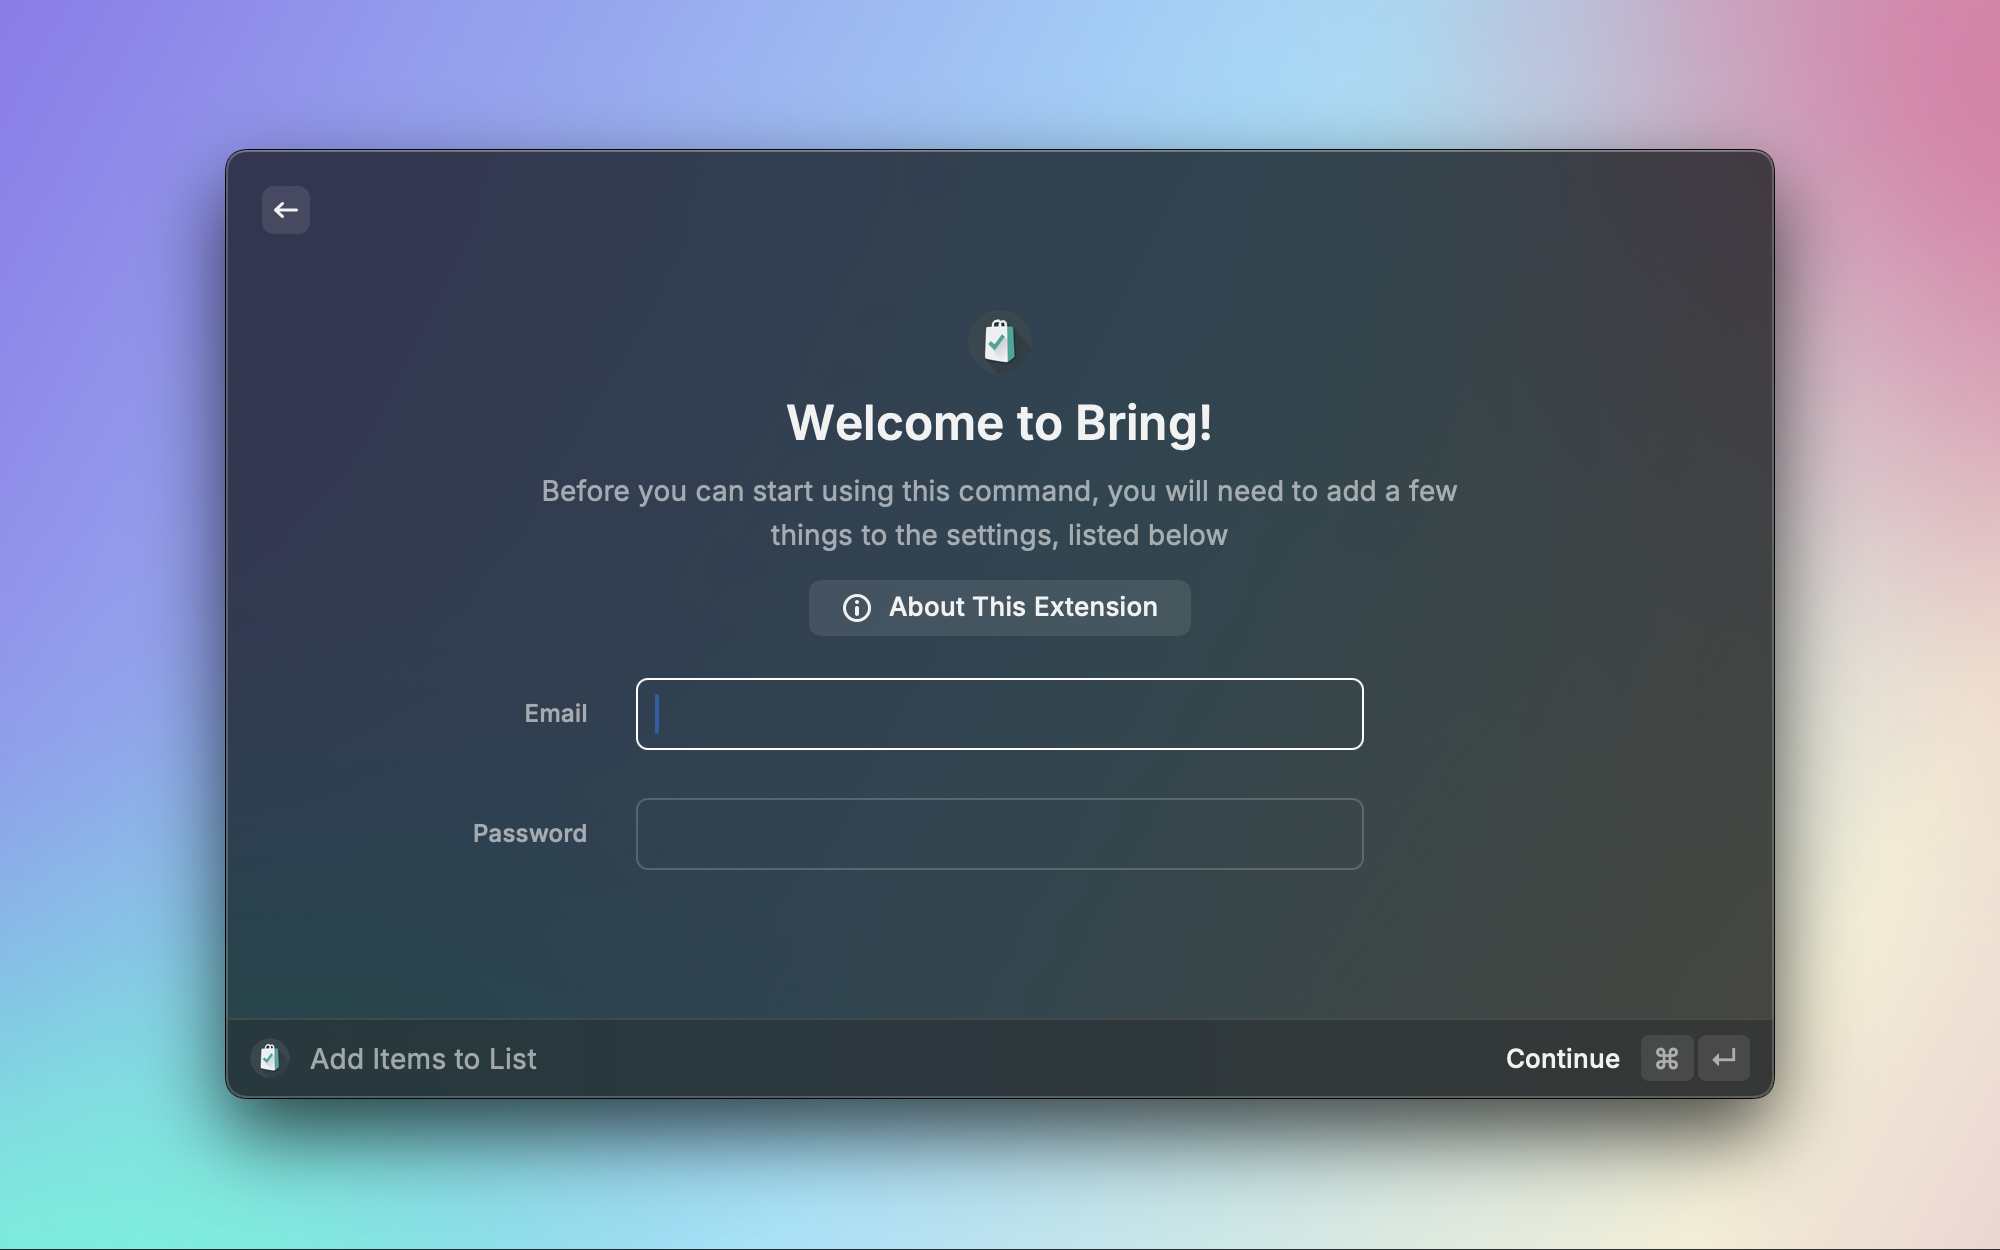 Welcome to Bring!
Before you can start using this command, you will need to add a few
things to the settings, listed below
About This Extension
Email
Password
Add Items to List
Continue ⌘ ↵